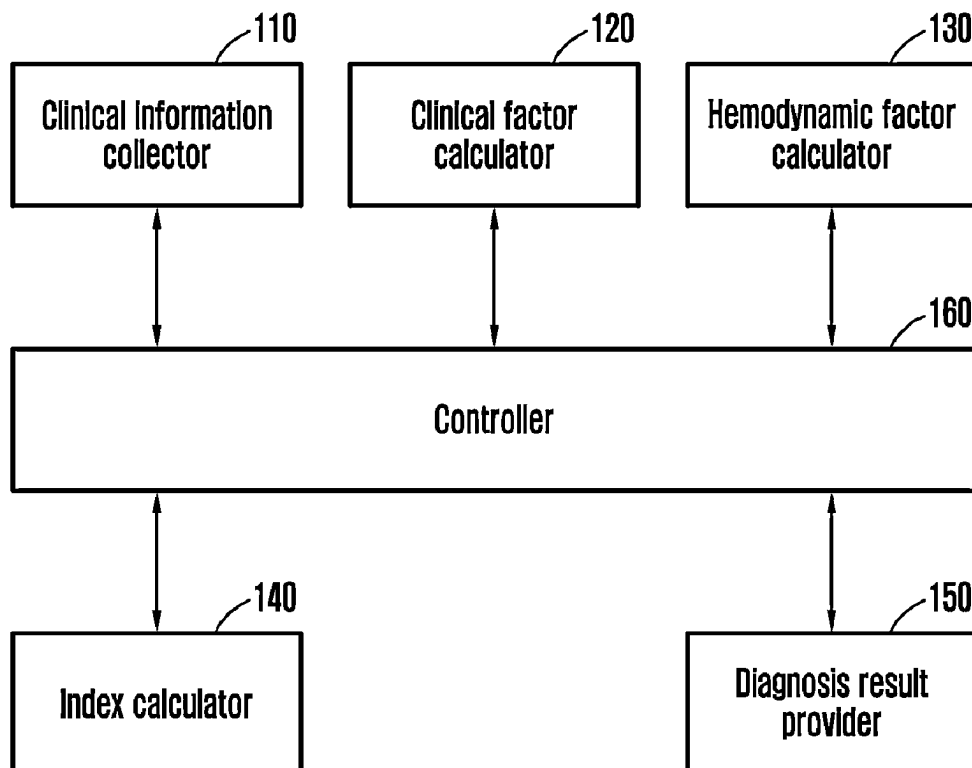 110
120
130
Clinical information
collector
Clinical factor
calculator
Hemodynamic factor
calculator
160
Controller
140
150
Index calculator
Diagnosis result
provider